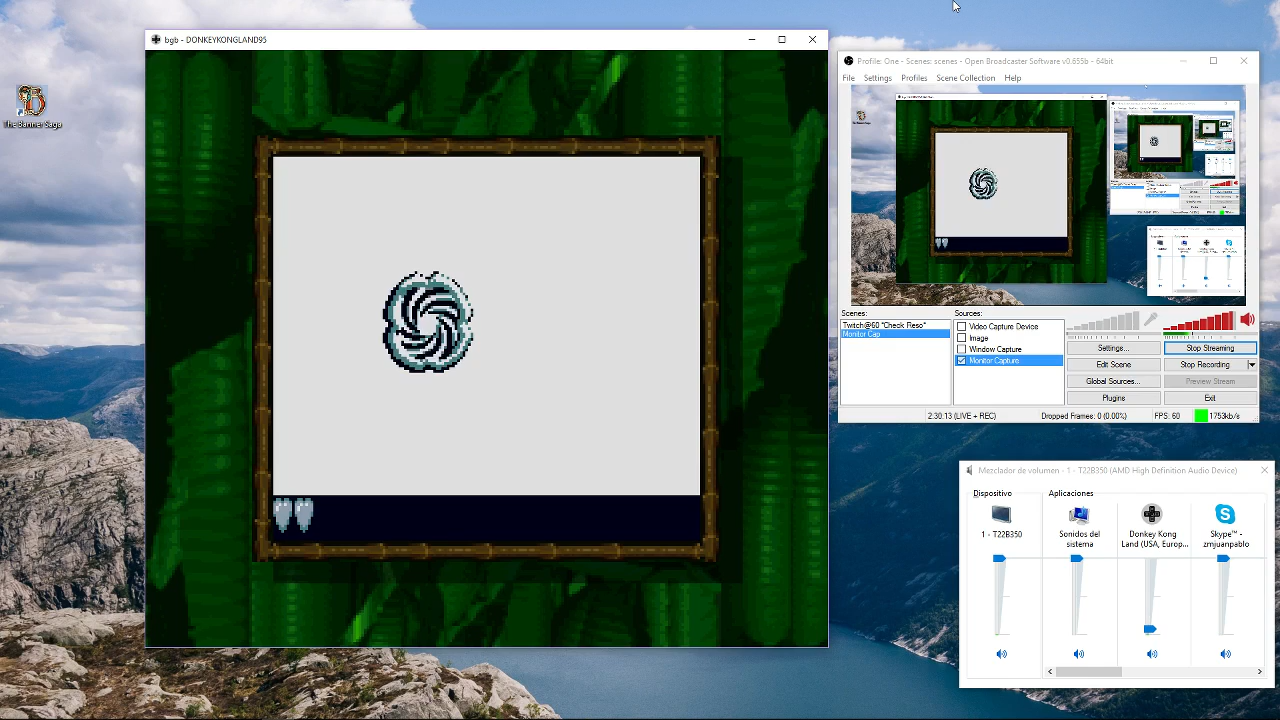 bgb - DONKEYKONGLAND95
The Banner Saga
Profile: One - Scenes: scenes - Open Broadcaster Software v0.655b - 64bit
File Settings Profiles Scene Collection Help
Scenes:
Twitch@60 "Check Reso"
Monitor Cap
Sources:
Video Capture Device
Image
Window Capture
Monitor Capture
Settings...
Stop Streaming
Edit Scene
Stop Recording
Global Sources...
Preview Stream
Plugins
Exit
2:30:13 (LIVE + REC)
Dropped Frames: 0 (0.00%)
FPS: 60
1753kb/s
Mezclador de volumen - 1 - T22B350 (AMD High Definition Audio Device)
Dispositivo
Aplicaciones
1 - T22B350
Sonidos del
sistema
Donkey Kong
Land (USA, Europ...
Skype™ -
zmjuanpablo